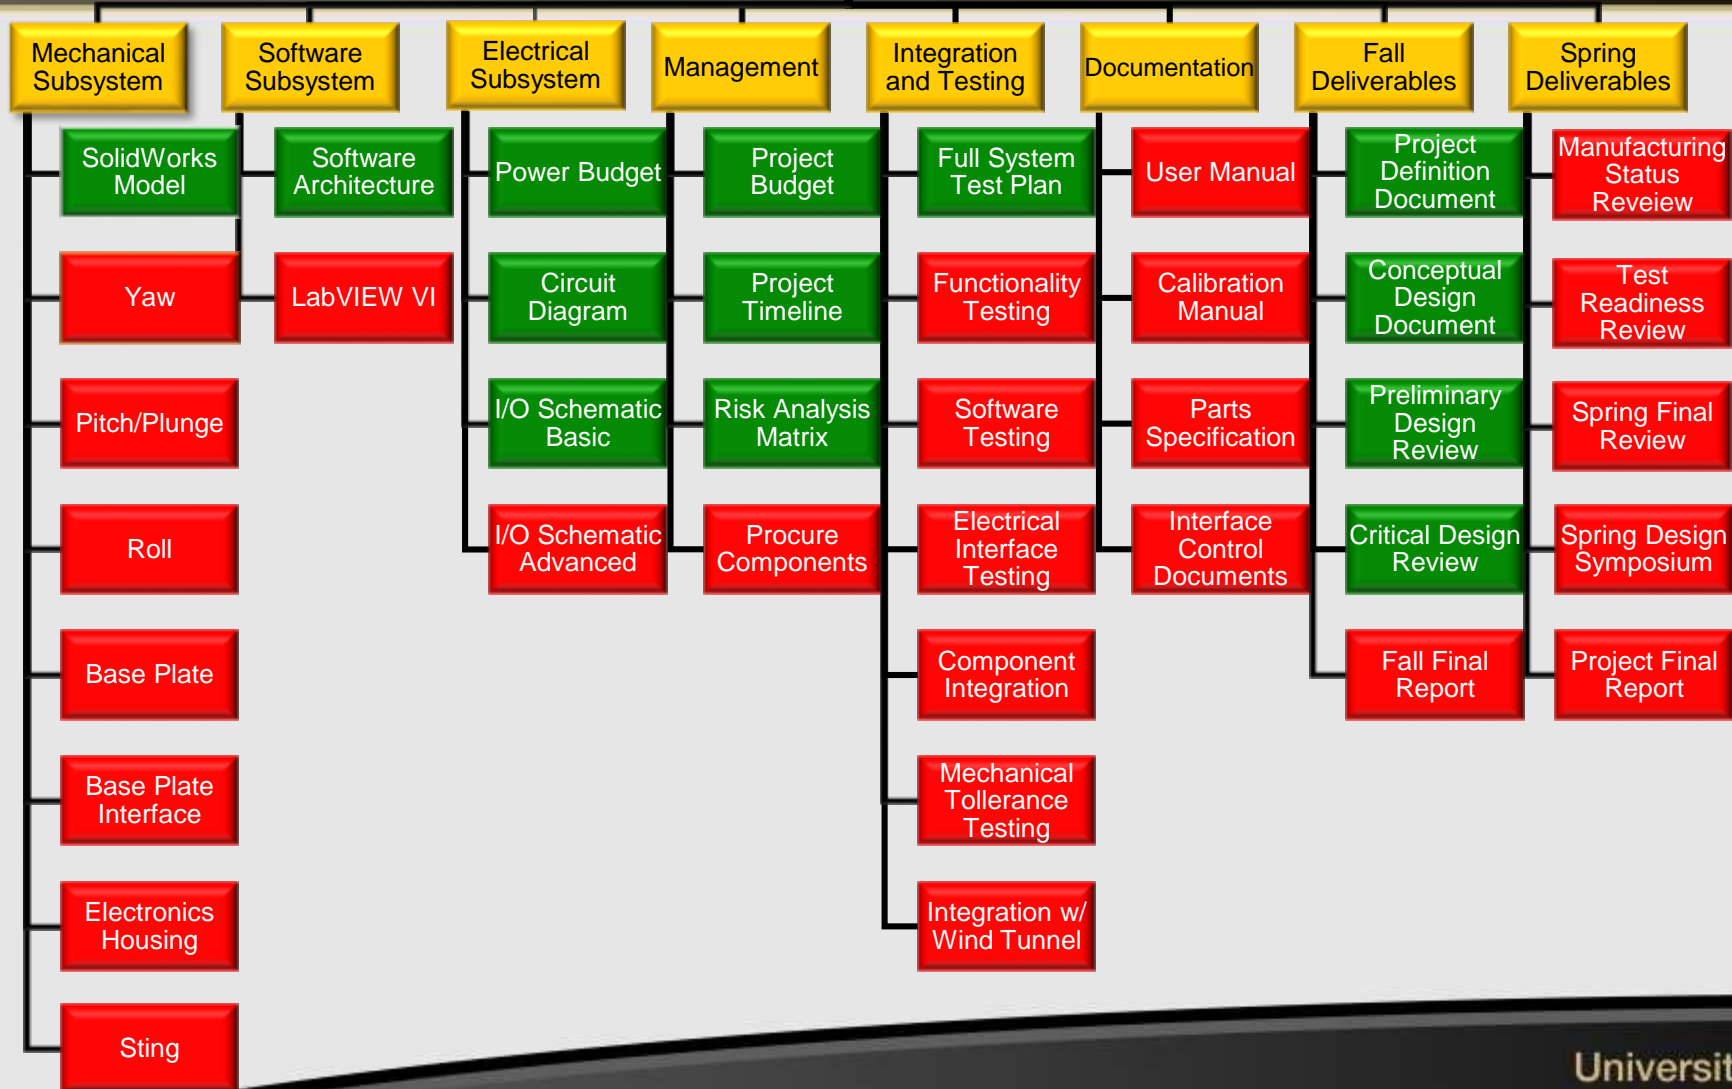 Mechanical
Subsystem
Software
Subsystem
Electrical
Subsystem
Management
Integration
and Testing
Documentation
Fall
Deliverables
Spring
Deliverables
SolidWorks
Model
Yaw
Pitch/Plunge
Roll
Base Plate
Base Plate
Interface
Electronics
Housing
Sting
Software
Architecture
LabVIEW VI
Power Budget
Circuit
Diagram
I/O Schematic
Basic
I/O Schematic
Advanced
Project
Budget
Project
Timeline
Risk Analysis
Matrix
Procure
Components
Full System
Test Plan
Functionality
Testing
Software
Testing
Electrical
Interface
Testing
Component
Integration
Mechanical
Tollerance
Testing
Integration w/
Wind Tunnel
User Manual
Calibration
Manual
Parts
Specification
Interface
Control
Documents
Project
Definition
Document
Conceptual
Design
Document
Preliminary
Design
Review
Critical Design
Review
Fall Final
Report
Manufacturing
Status
Reveiew
Test
Readiness
Review
Spring Final
Review
Spring Design
Symposium
Project Final
Report
Universit